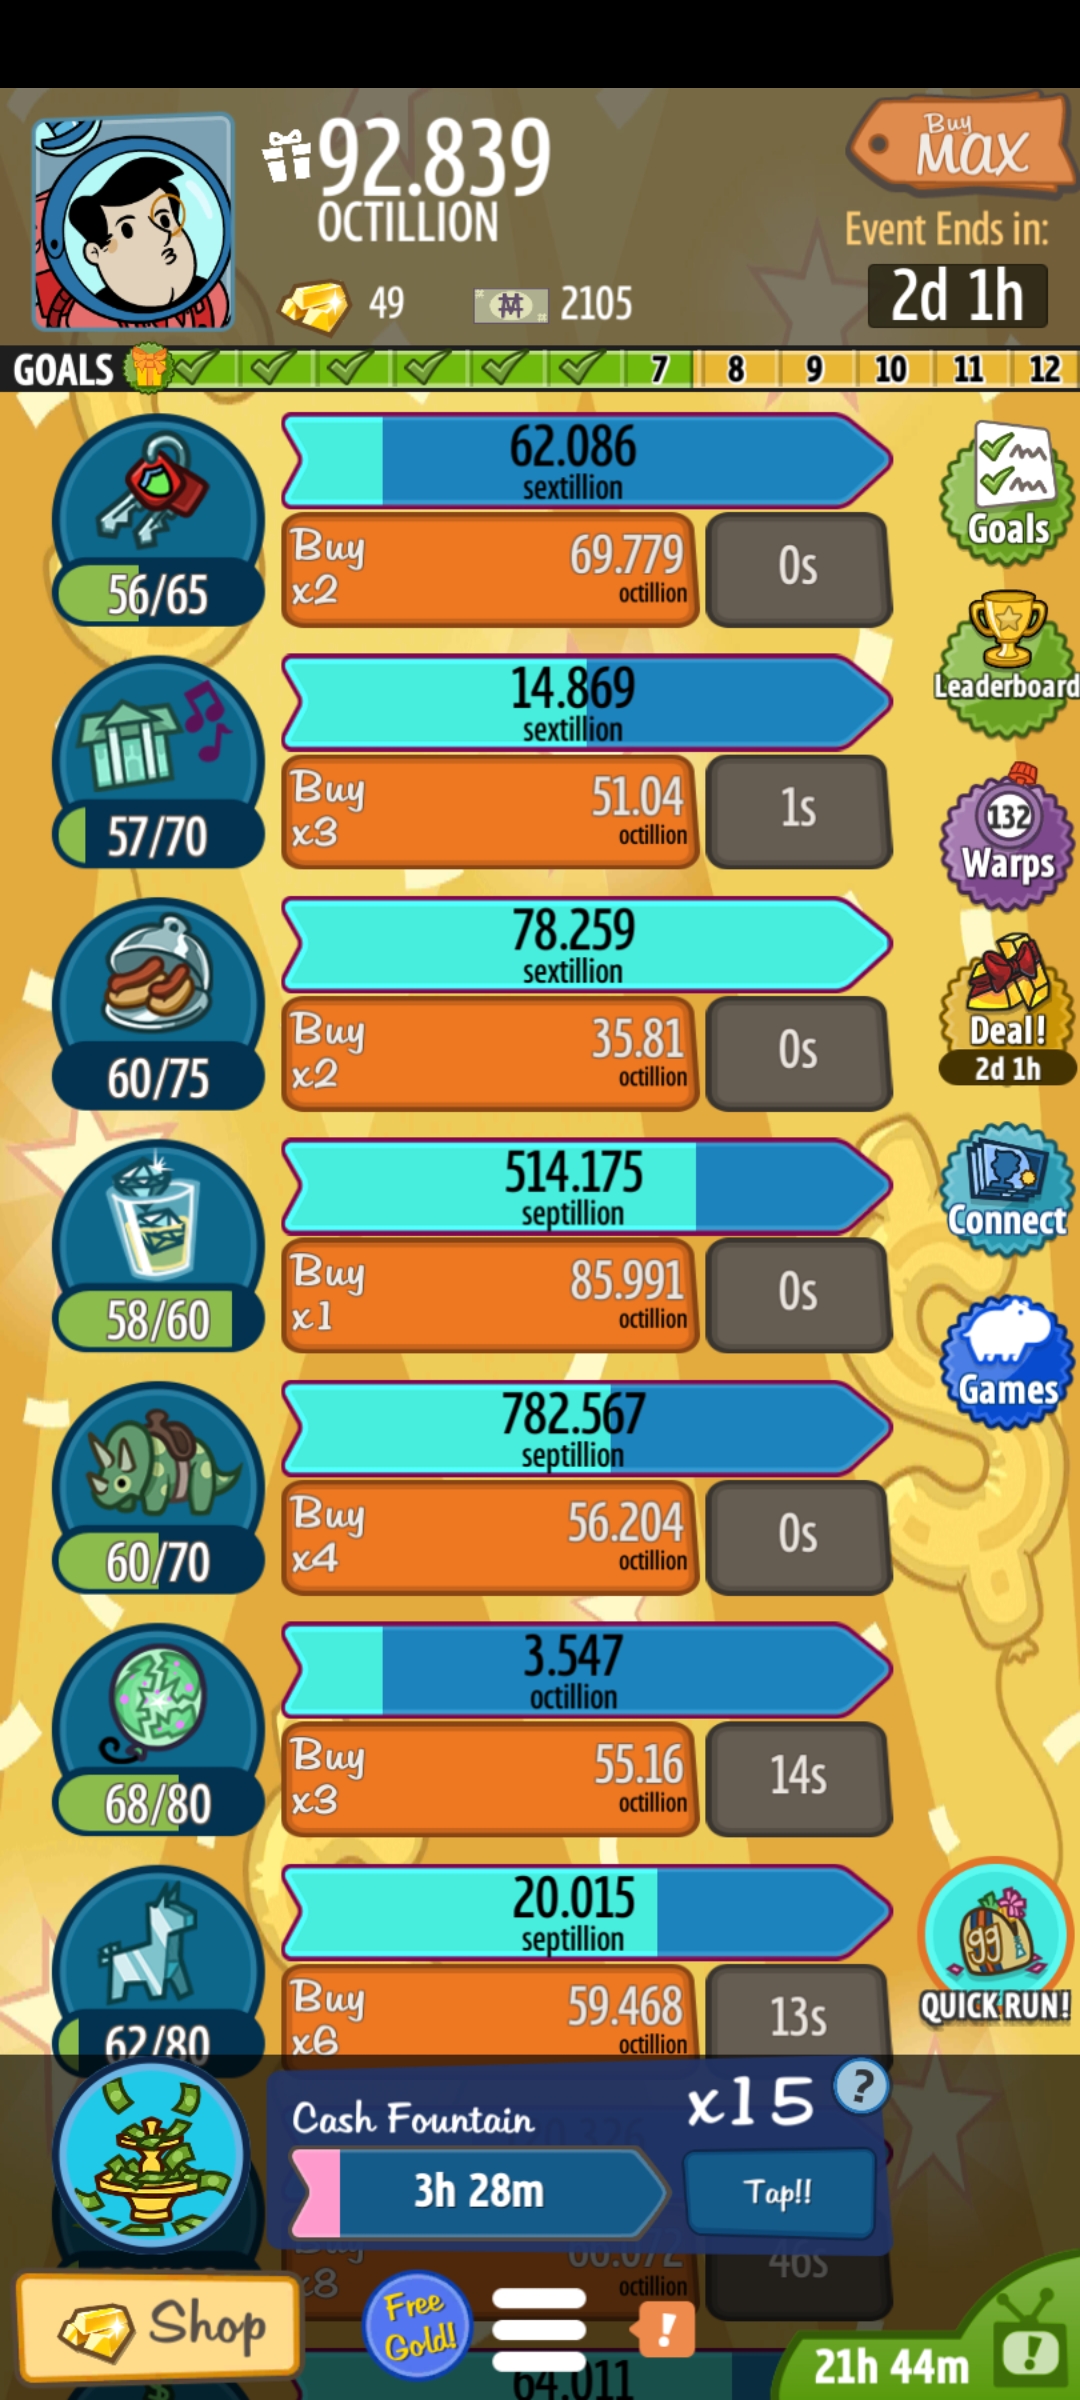 92.839
OCTILLION
Buy
MAX
Event Ends in:
2d 1h
49
2105
GOALS
7 8 9 10 11 12
62.086
sextillion
56/65
Buy
x2
69.779
octillion
0s
Goals
14.869
sextillion
57/70
Buy
x3
51.04
octillion
1s
Leaderboard
132
Warps
78.259
sextillion
60/75
Buy
x2
35.81
octillion
0s
Deal!
2d 1h
514.175
septillion
58/60
Buy
x1
85.991
octillion
0s
Connect
782.567
septillion
60/70
Buy
x4
56.204
octillion
0s
Games
3.547
octillion
68/80
Buy
x3
55.16
octillion
14s
20.015
septillion
62/80
Buy
x6
59.468
octillion
13s
gg
QUICK RUN!
Cash Fountain
x15
?
3h 28m
Tap!!
x8
octillion
46s
Shop
Free
Gold!
!
21h 44m
!
64.011